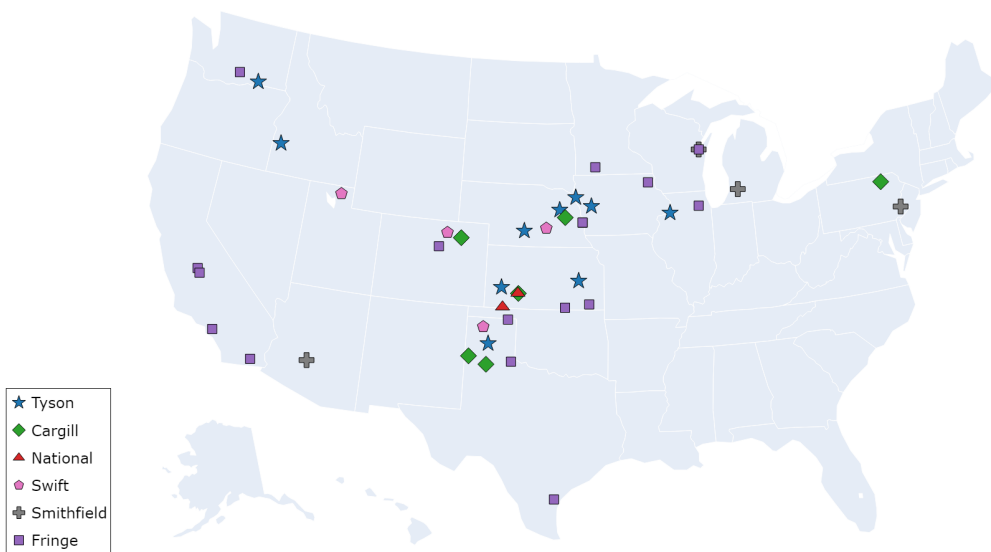 Tyson
Cargill
National
Swift
Smithfield
Fringe